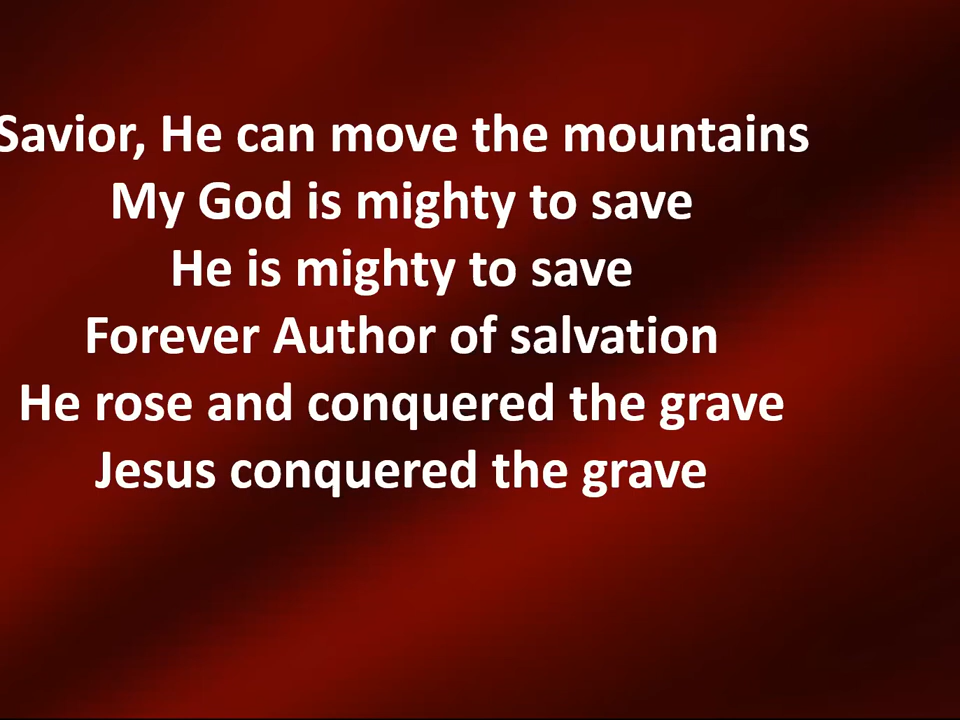 Savior, He can move the mountains
My God is mighty to save
He is mighty to save
Forever Author of salvation
He rose and conquered the grave
Jesus conquered the grave